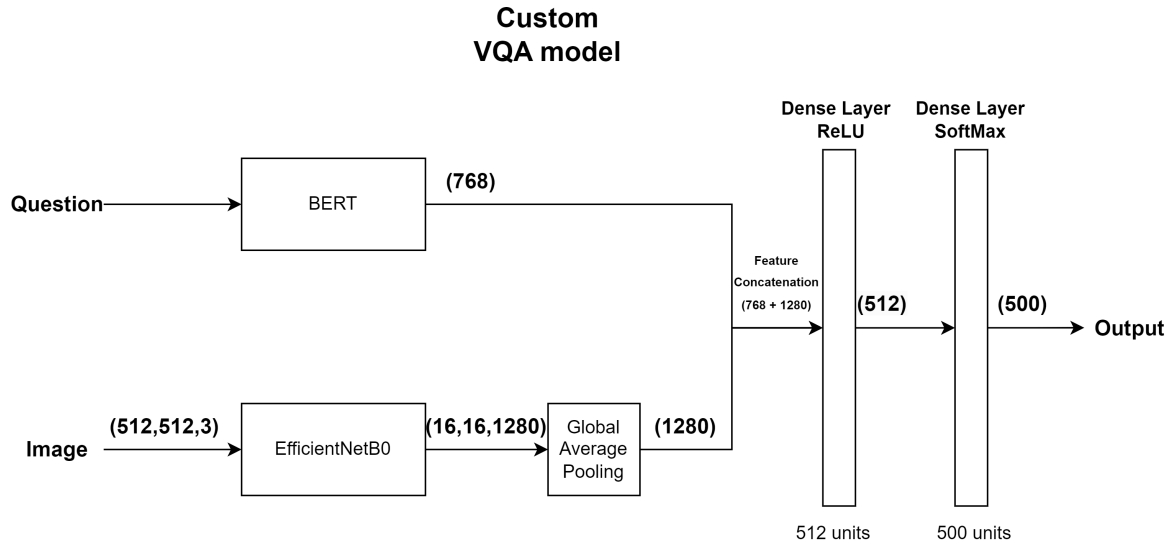 Custom
VQA model
Dense Layer
ReLU
Dense Layer
SoftMax
Question
BERT
(768)
Feature
Concatenation
(768 + 1280)
(512)
(500)
Output
Image
(512,512,3)
EfficientNetB0
(16,16,1280)
Global
Average
Pooling
(1280)
512 units
500 units